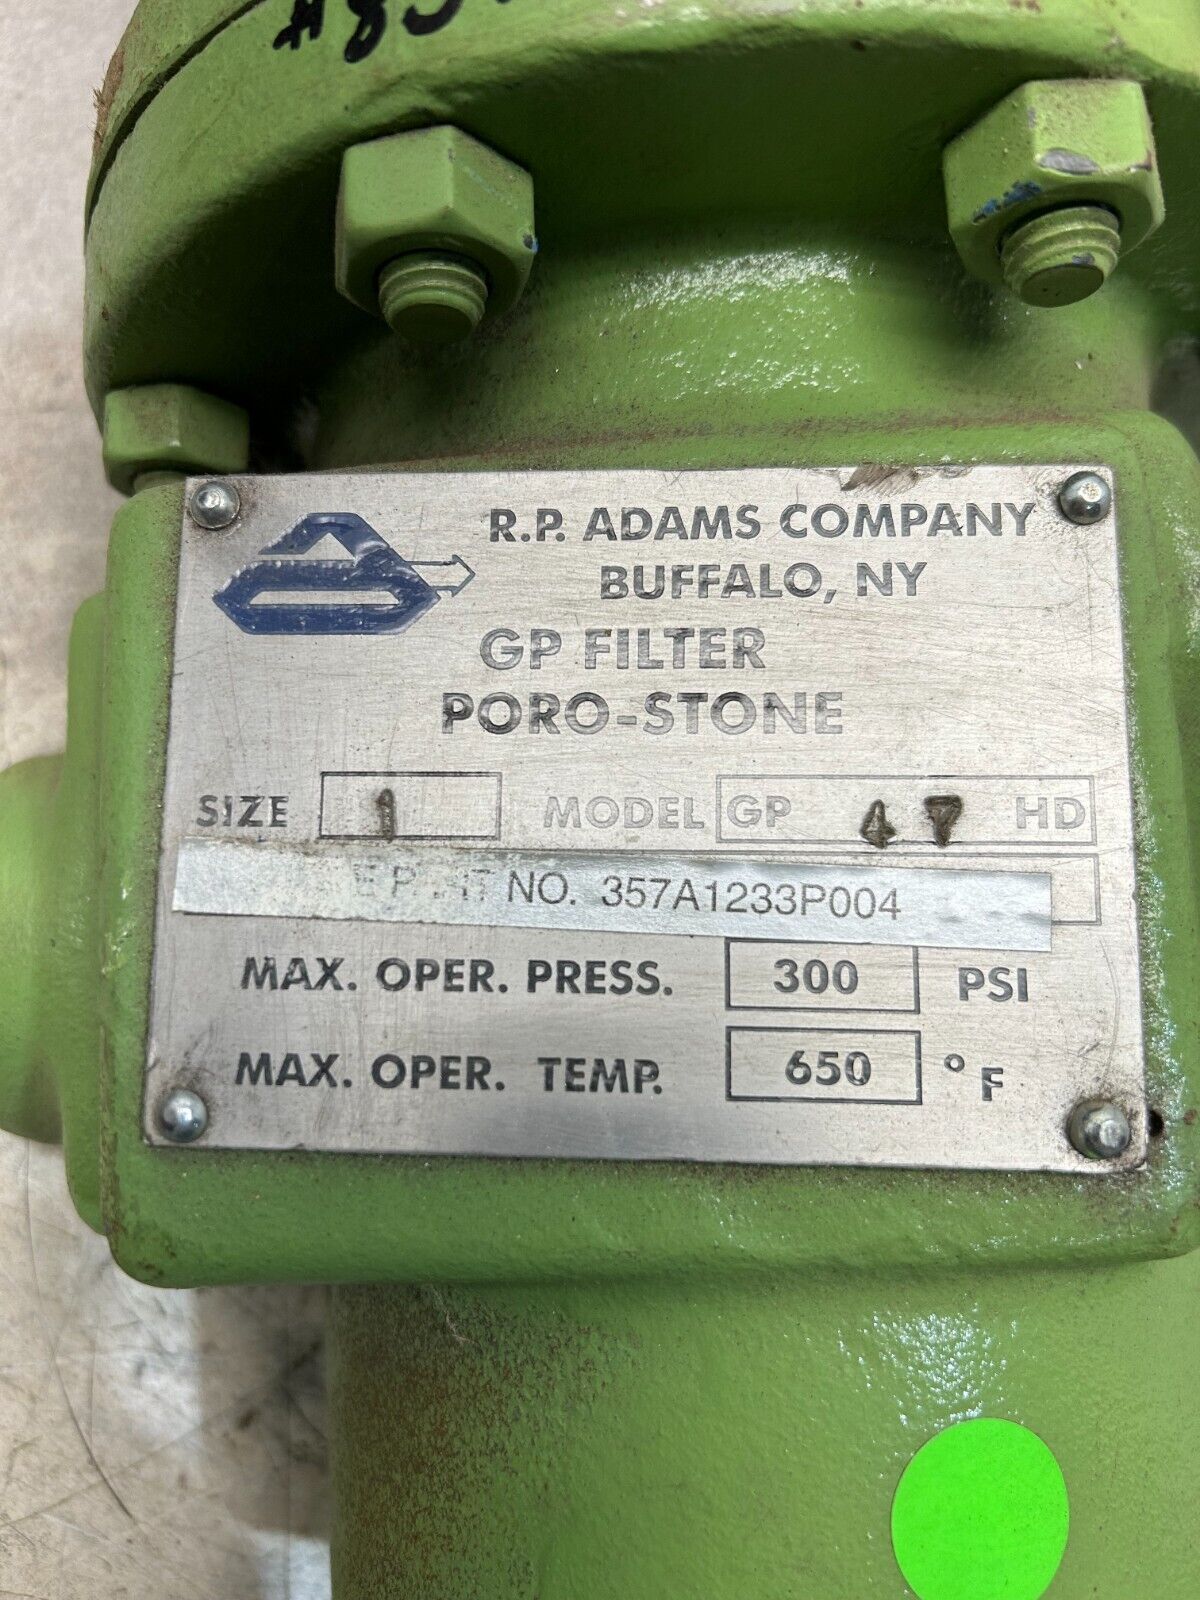 R.P. ADAMS COMPANY
BUFFALO, NY
GP FILTER
PORO-STONE
SIZE 1 MODEL GP 47 HD
NO. 357A1233P004
MAX. OPER. PRESS. 300 PSI
MAX. OPER. TEMP. 650 °F